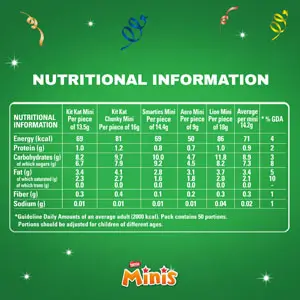 NUTRITIONAL INFORMATION
NUTRITIONAL INFORMATION | Kit Kat Mini Per piece of 13.5g | Kit Kat Chunky Mini Per piece of 16g | Smarties Mini Per piece of 14.4g | Aero Mini Per piece of 9g | Lion Mini Per piece of 18g | Average per mini 14.2g | * % GDA
Energy (kcal) 69 81 69 50 86 71 4
Protein (g) 1.0 1.2 0.8 0.7 1.0 0.9 2
Carbohydrates (g) 8.2 9.7 10.0 4.7 11.8 8.9 3
of which sugars (g) 6.7 7.9 9.2 4.5 8.2 7.3 8
Fat (g) 3.4 4.1 2.8 3.1 3.7 3.4 5
of which saturated (g) 2.3 2.7 1.6 1.8 2.0 2.1 10
of which trans (g) 0.0 0.0 0.0 0.0 0.0 0.0 -
Fiber (g) 0.3 0.4 0.1 0.2 0.3 0.3 1
Sodium (g) 0.01 0.01 0.01 0.01 0.04 0.02 1
*Guideline Daily Amounts of an average adult (2000 kcal). Pack contains 50 portions.
Portions should be adjusted for children of different ages.
Nestle
Minis